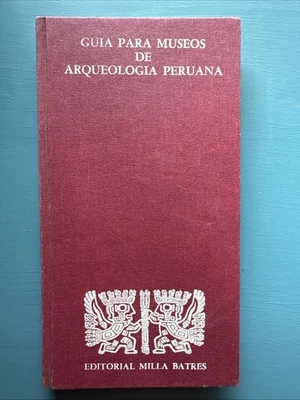 GUIA PARA MUSEOS
DE
ARQUEOLOGIA PERUANA
EDITORIAL MILLA BATRES